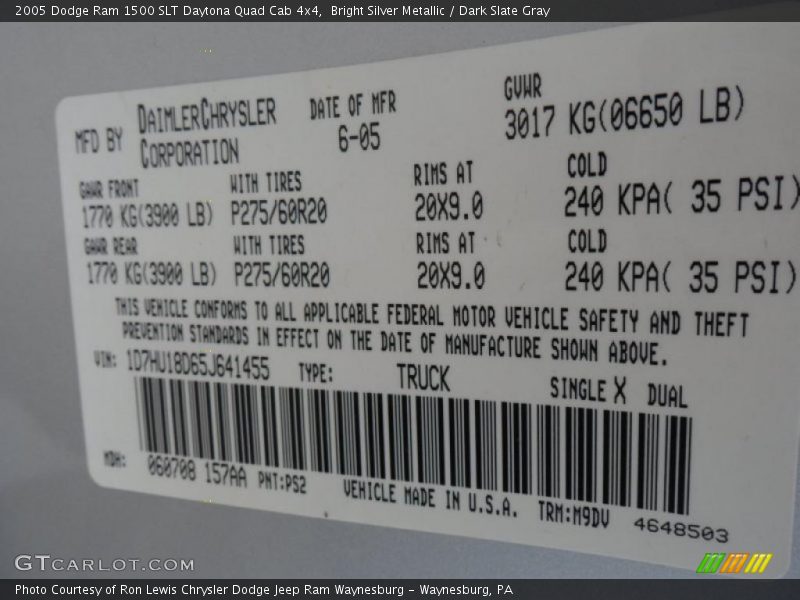 2005 Dodge Ram 1500 SLT Daytona Quad Cab 4x4,  Bright Silver Metallic / Dark Slate Gray
MFD BY DAIMLERCHRYSLER CORPORATION DATE OF MFR 6-05 GVWR 3017 KG(06650 LB)
GAWR FRONT WITH TIRES RIMS AT COLD
1770 KG(3900 LB) P275/60R20 20X9.0 240 KPA( 35 PSI)
GAWR REAR WITH TIRES RIMS AT COLD
1770 KG(3900 LB) P275/60R20 20X9.0 240 KPA( 35 PSI)
THIS VEHICLE CONFORMS TO ALL APPLICABLE FEDERAL MOTOR VEHICLE SAFETY AND THEFT
PREVENTION STANDARDS IN EFFECT ON THE DATE OF MANUFACTURE SHOWN ABOVE.
VIN: 1D7HU18D65J641455 TYPE: TRUCK SINGLE X DUAL
MDH: 060708 157AA PNT:PS2 VEHICLE MADE IN U.S.A. TRM:M9DV 4648503
GTCARLOT.COM
Photo Courtesy of Ron Lewis Chrysler Dodge Jeep Ram Waynesburg - Waynesburg, PA